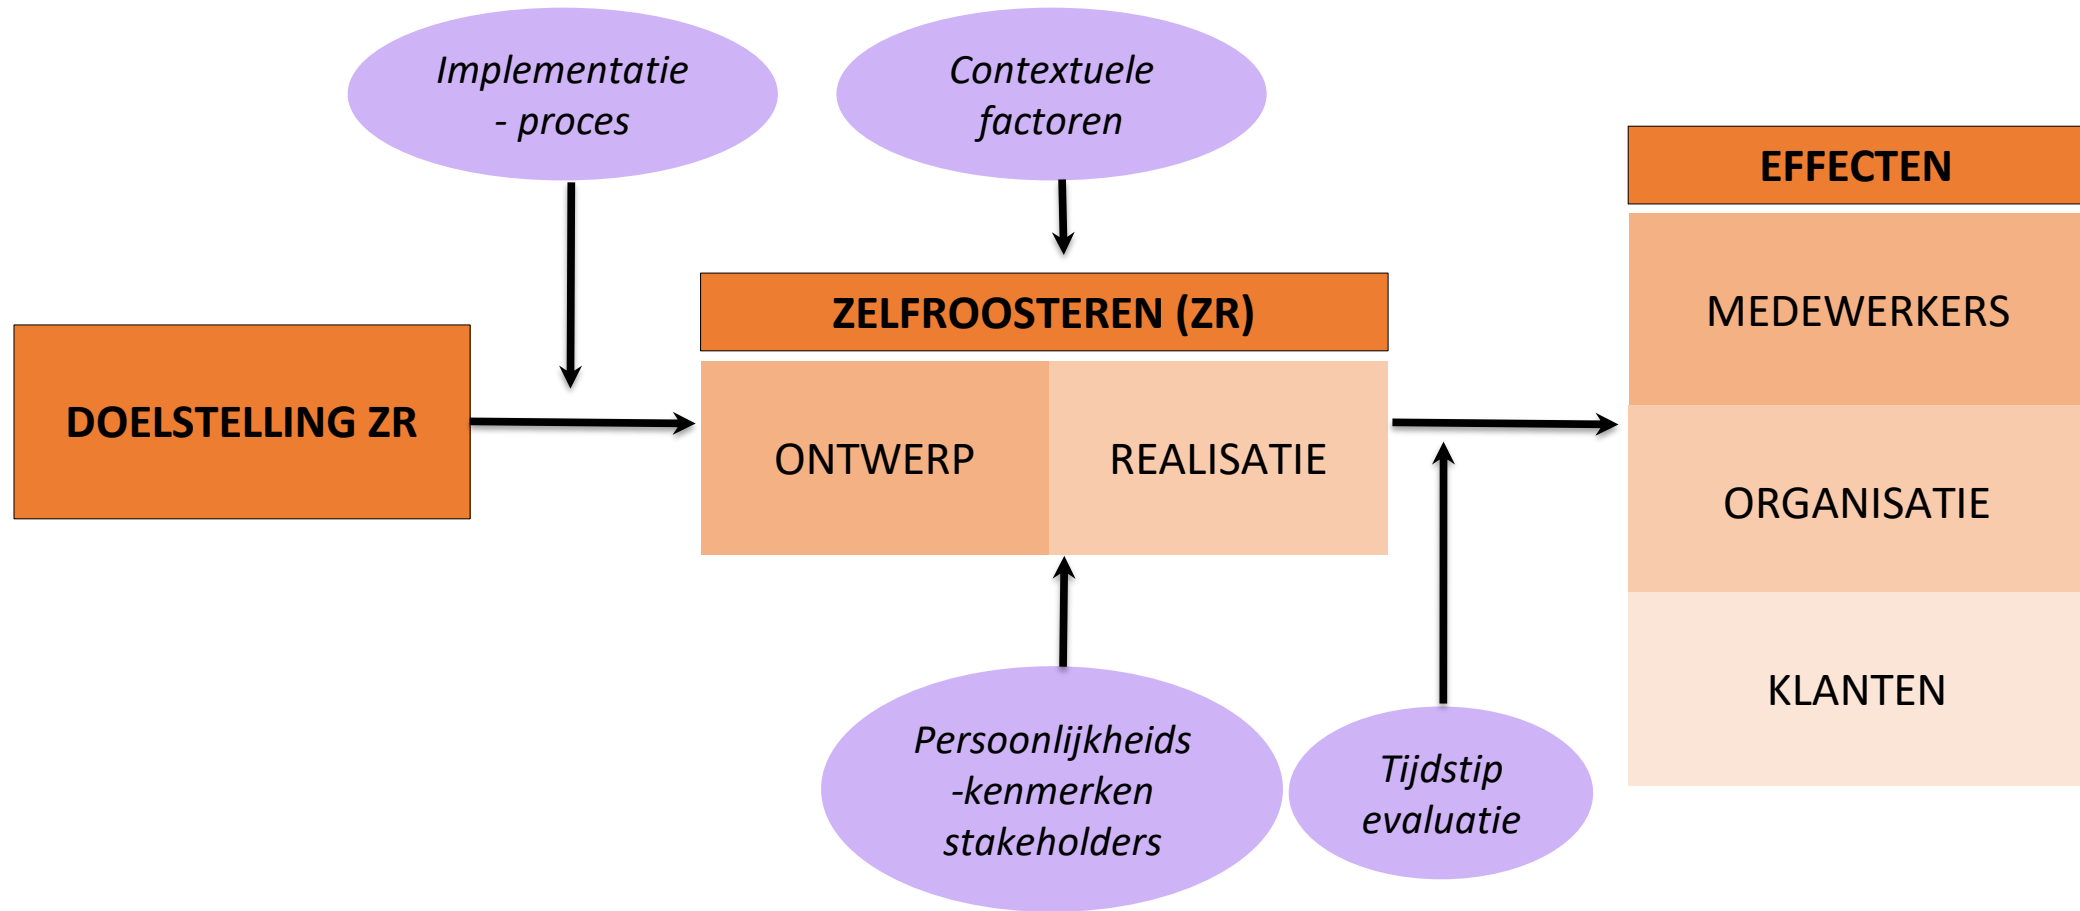 Implementatie
- proces
Contextuele
factoren
EFFECTEN
MEDEWERKERS
ORGANISATIE
KLANTEN
ZELFROOSTEREN (ZR)
ONTWERP
REALISATIE
DOELSTELLING ZR
Persoonlijkheids
-kenmerken
stakeholders
Tijdstip
evaluatie